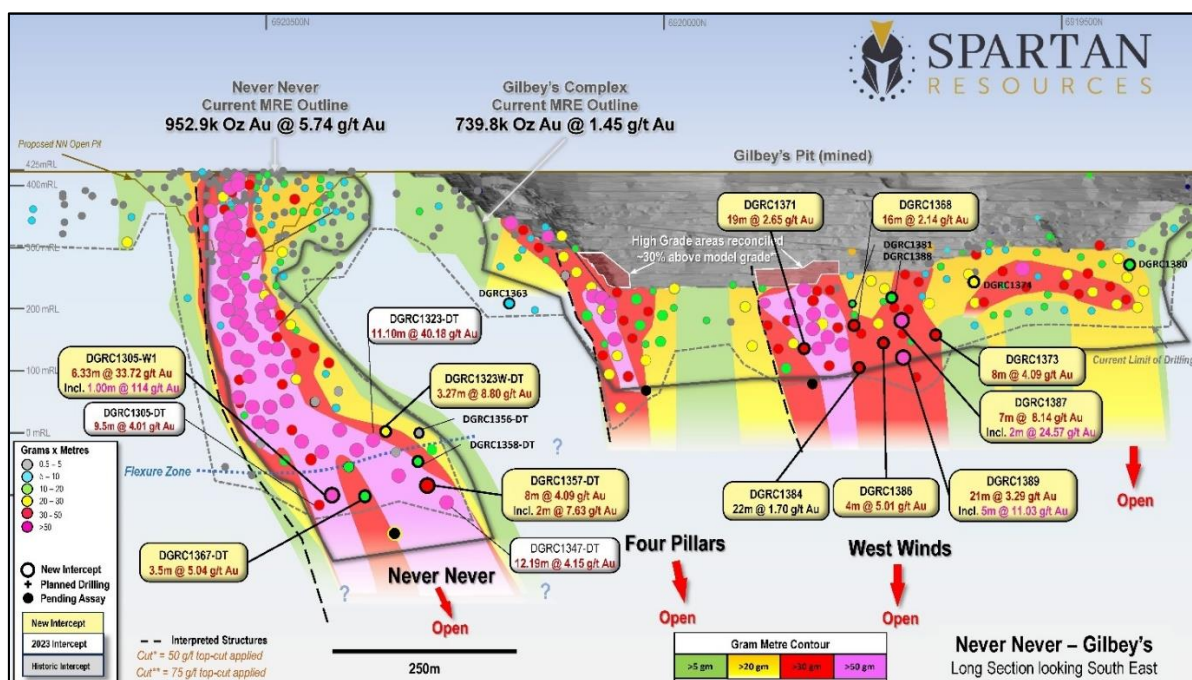 6920500N
6920000N
6919500N
SPARTAN
RESOURCES
Never Never
Current MRE Outline
952.9k Oz Au @ 5.74 g/t Au
Gilbey's Complex
Current MRE Outline
739.8k Oz Au @ 1.45 g/t Au
Proposed NN Open Pit
Gilbey's Pit (mined)
425mRL
400mRL
300mRL
200mRL
100mRL
0 mRL
DGRC1371
19m @ 2.65 g/t Au
DGRC1368
16m @ 2.14 g/t Au
DGRC1381
DGRC1388
DGRC1380
DGRC1374
High Grade areas reconciled
~30% above model grade*
DGRC1363
DGRC1323-DT
11.10m @ 40.18 g/t Au
Current Limit of Drilling
DGRC1305-W1
6.33m @ 33.72 g/t Au
Incl. 1.00m @ 114 g/t Au
DGRC1323W-DT
3.27m @ 8.80 g/t Au
DGRC1373
8m @ 4.09 g/t Au
DGRC1305-DT
9.5m @ 4.01 g/t Au
DGRC1356-DT
DGRC1358-DT
?
DGRC1387
7m @ 8.14 g/t Au
Incl. 2m @ 24.57 g/t Au
Grams x Metres
0.5 - 5
5 - 10
10 - 20
20 - 30
30 - 50
>50
Flexure Zone
DGRC1357-DT
8m @ 4.09 g/t Au
Incl. 2m @ 7.63 g/t Au
DGRC1384
22m @ 1.70 g/t Au
DGRC1386
4m @ 5.01 g/t Au
DGRC1389
21m @ 3.29 g/t Au
Incl. 5m @ 11.03 g/t Au
Open
New Intercept
Planned Drilling
Pending Assay
New Intercept
2023 Intercept
Historic Intercept
DGRC1367-DT
3.5m @ 5.04 g/t Au
DGRC1347-DT
12.19m @ 4.15 g/t Au
Four Pillars
West Winds
Never Never
?
?
Open
Open
Open
Interpreted Structures
Cut* = 50 g/t top-cut applied
Cut** = 75 g/t top-cut applied
250m
Gram Metre Contour
>5 gm
>20 gm
>30 gm
>50 gm
Never Never – Gilbey's
Long Section looking South East